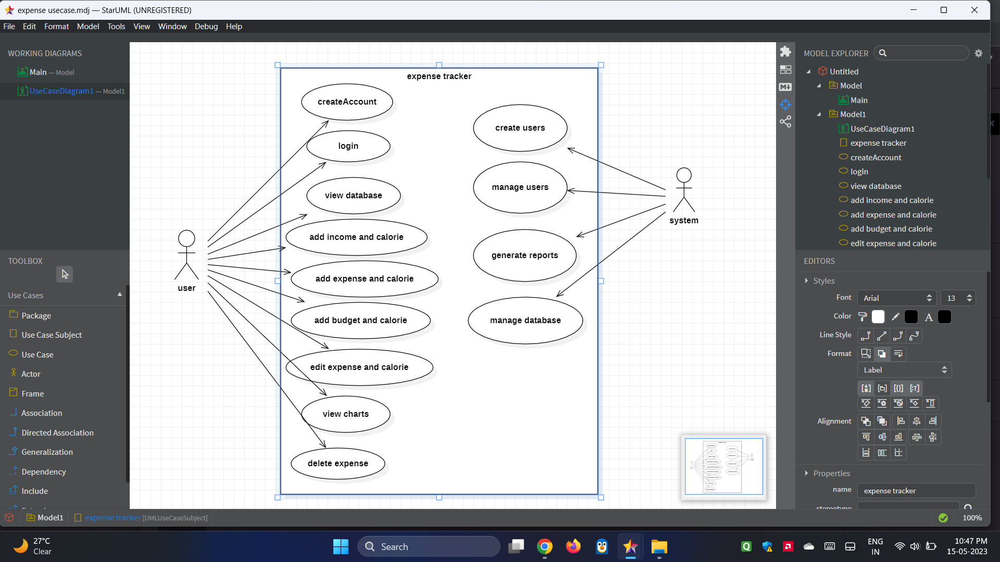 expense usecase.mdj — StarUML (UNREGISTERED)
File Edit Format Model Tools View Window Debug Help
WORKING DIAGRAMS
Main — Model
UseCaseDiagram1 — Model1
TOOLBOX
Use Cases
Package
Use Case Subject
Use Case
Actor
Frame
Association
Directed Association
Generalization
Dependency
Include
expense tracker
createAccount
login
view database
add income and calorie
add expense and calorie
add budget and calorie
edit expense and calorie
view charts
delete expense
create users
manage users
generate reports
manage database
user
system
MODEL EXPLORER
Untitled
Model
Main
Model1
UseCaseDiagram1
expense tracker
createAccount
login
view database
add income and calorie
add expense and calorie
add budget and calorie
edit expense and calorie
EDITORS
Styles
Font Arial 13
Color A
Line Style
Format
Label
Alignment
Properties
name expense tracker
stereotype
Model1 expense tracker [UMLUseCaseSubject]
100%
27°C
Clear
Search
ENG
IN
10:47 PM
15-05-2023